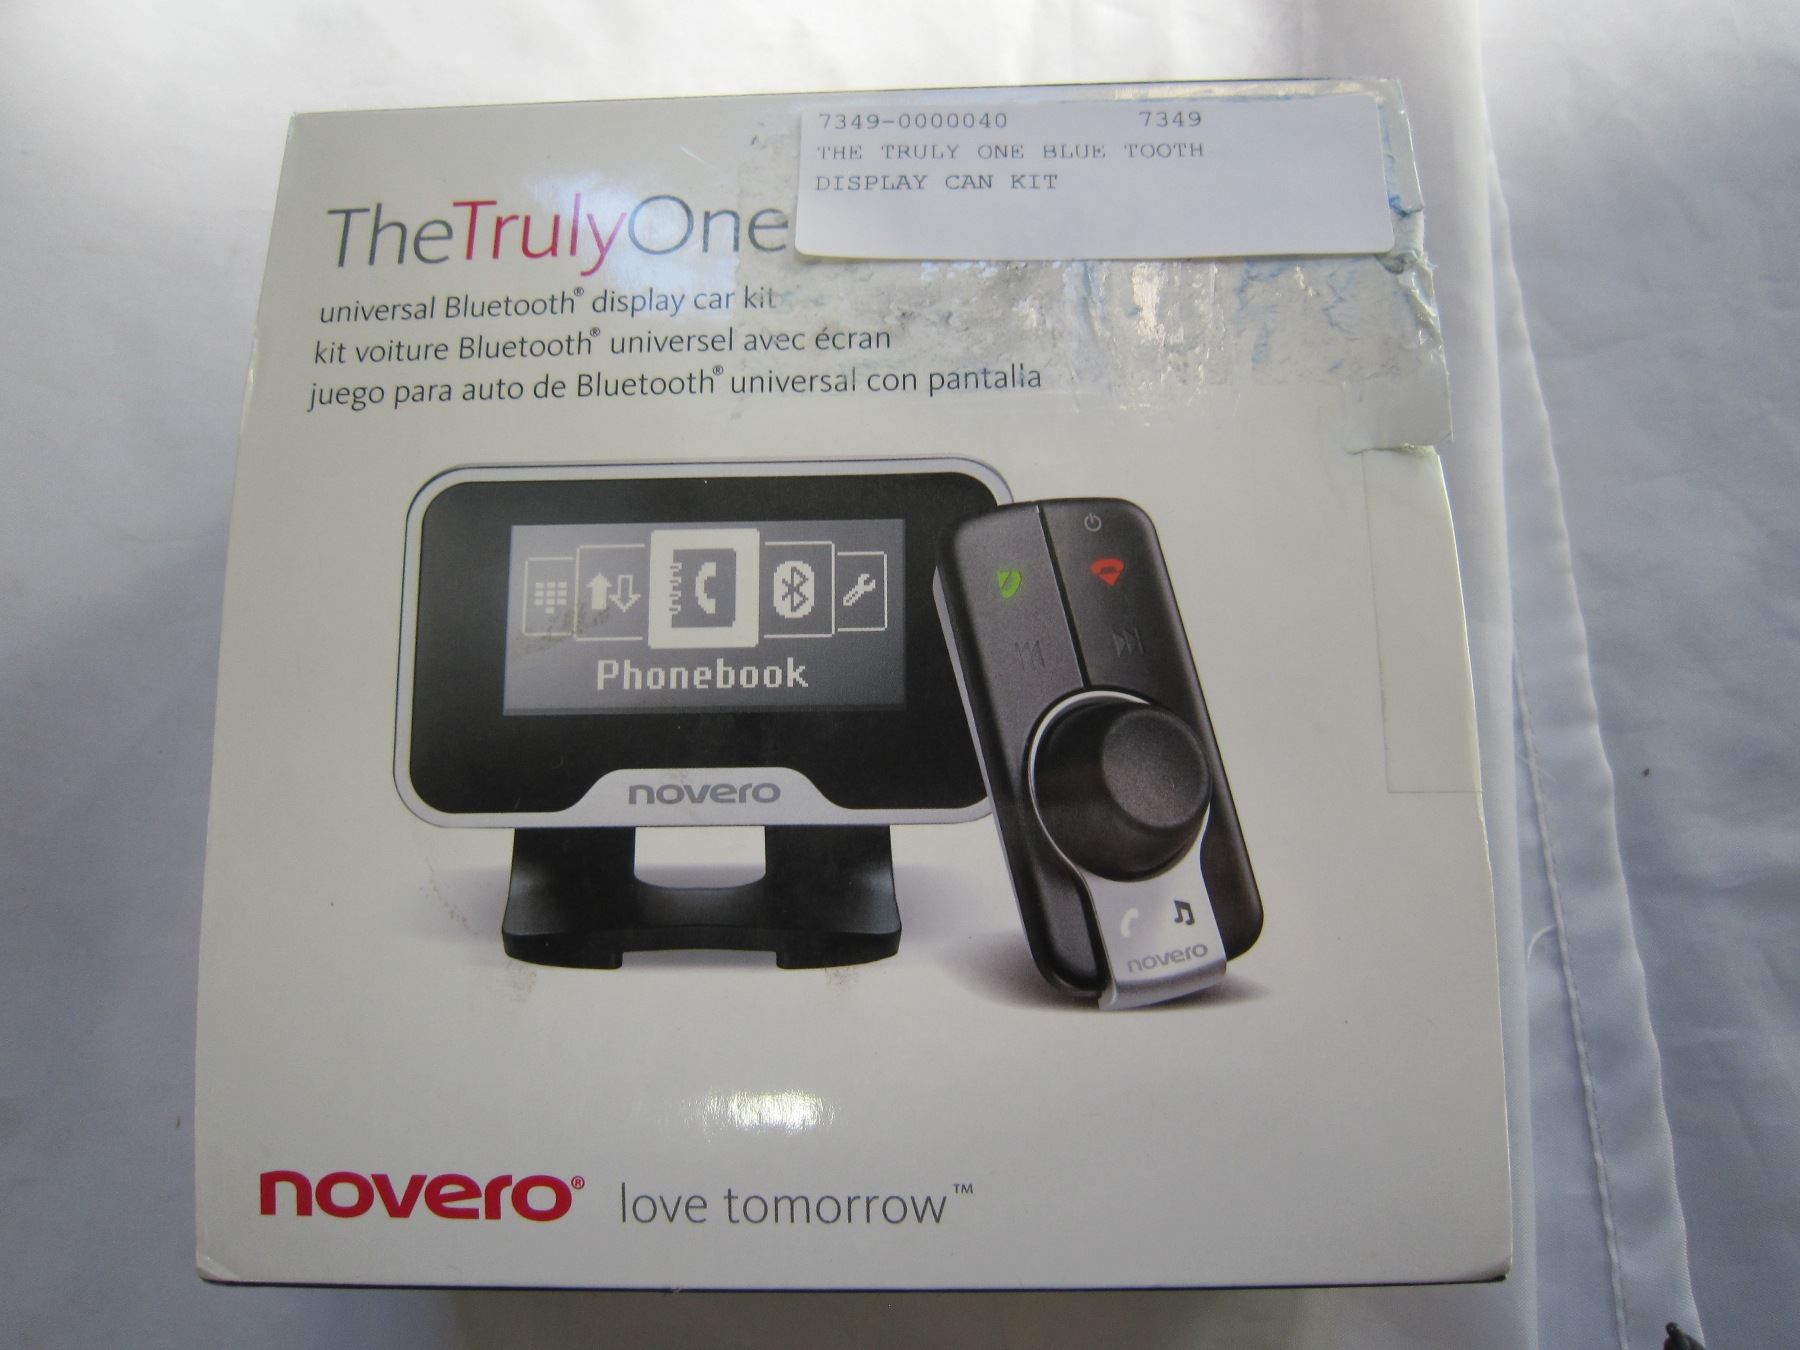 7349-0000040 7349
THE TRULY ONE BLUE TOOTH
DISPLAY CAN KIT
TheTrulyOne
universal Bluetooth® display car kit
kit voiture Bluetooth® universel avec écran
juego para auto de Bluetooth® universal con pantalla
Phonebook
novero
novero
novero® love tomorrow™